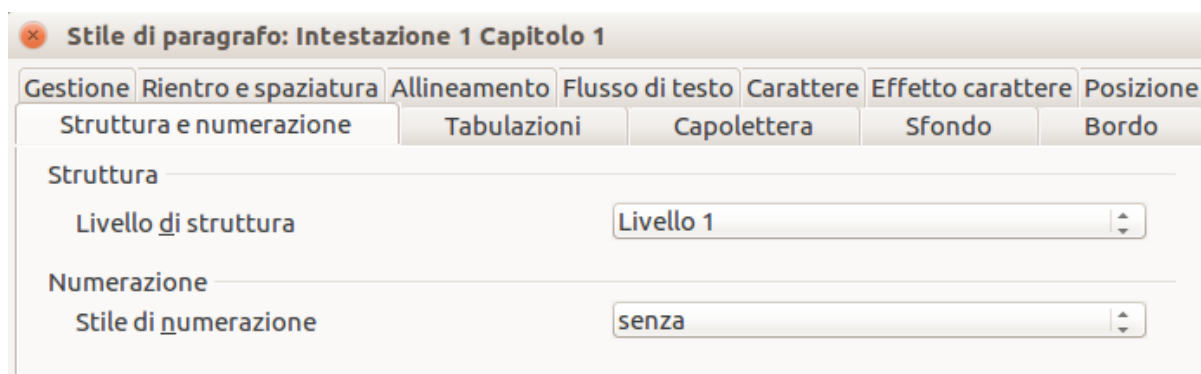 Stile di paragrafo: Intestazione 1 Capitolo 1
Gestione Rientro e spaziatura Allineamento Flusso di testo Carattere Effetto carattere Posizione
Struttura e numerazione Tabulazioni Capolettera Sfondo Bordo
Struttura
Livello di struttura Livello 1
Numerazione
Stile di numerazione senza